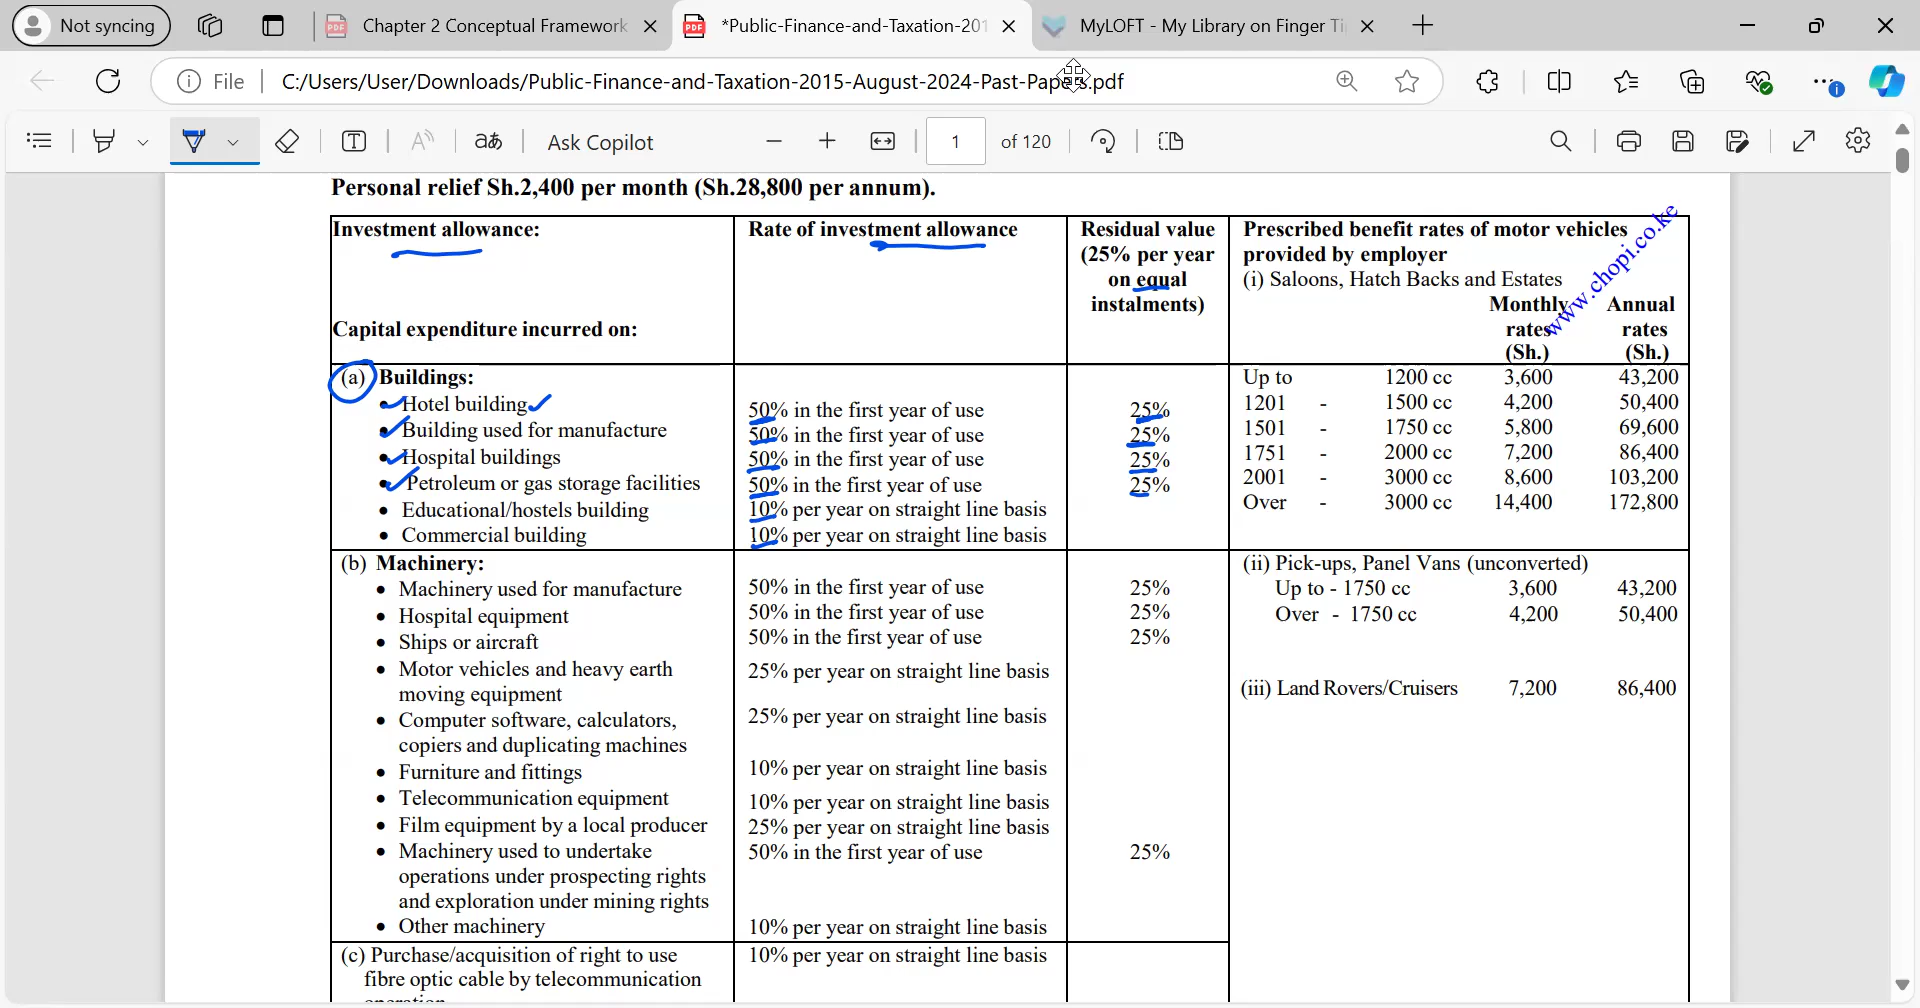 Not syncing
Chapter 2 Conceptual Framework
*Public-Finance-and-Taxation-201
MyLOFT - My Library on Finger Ti
File
C:/Users/User/Downloads/Public-Finance-and-Taxation-2015-August-2024-Past-Papers.pdf
aあ
Ask Copilot
1
of 120
Personal relief Sh.2,400 per month (Sh.28,800 per annum).
Investment allowance:
Capital expenditure incurred on:
Rate of investment allowance
Residual value
(25% per year
on equal
instalments)
Prescribed benefit rates of motor vehicles
provided by employer
(i) Saloons, Hatch Backs and Estates
Monthly Annual
rates rates
(Sh.) (Sh.)
www.chopi.co.ke
(a) Buildings:
• Hotel building 50% in the first year of use 25%
• Building used for manufacture 50% in the first year of use 25%
• Hospital buildings 50% in the first year of use 25%
• Petroleum or gas storage facilities 50% in the first year of use 25%
• Educational/hostels building 10% per year on straight line basis
• Commercial building 10% per year on straight line basis
Up to 1200 cc 3,600 43,200
1201 - 1500 cc 4,200 50,400
1501 - 1750 cc 5,800 69,600
1751 - 2000 cc 7,200 86,400
2001 - 3000 cc 8,600 103,200
Over - 3000 cc 14,400 172,800
(b) Machinery:
• Machinery used for manufacture 50% in the first year of use 25%
• Hospital equipment 50% in the first year of use 25%
• Ships or aircraft 50% in the first year of use 25%
• Motor vehicles and heavy earth 25% per year on straight line basis
moving equipment
• Computer software, calculators, 25% per year on straight line basis
copiers and duplicating machines
• Furniture and fittings 10% per year on straight line basis
• Telecommunication equipment 10% per year on straight line basis
• Film equipment by a local producer 25% per year on straight line basis
• Machinery used to undertake 50% in the first year of use 25%
operations under prospecting rights
and exploration under mining rights
• Other machinery 10% per year on straight line basis
(ii) Pick-ups, Panel Vans (unconverted)
Up to - 1750 cc 3,600 43,200
Over - 1750 cc 4,200 50,400
(iii) Land Rovers/Cruisers 7,200 86,400
(c) Purchase/acquisition of right to use 10% per year on straight line basis
fibre optic cable by telecommunication